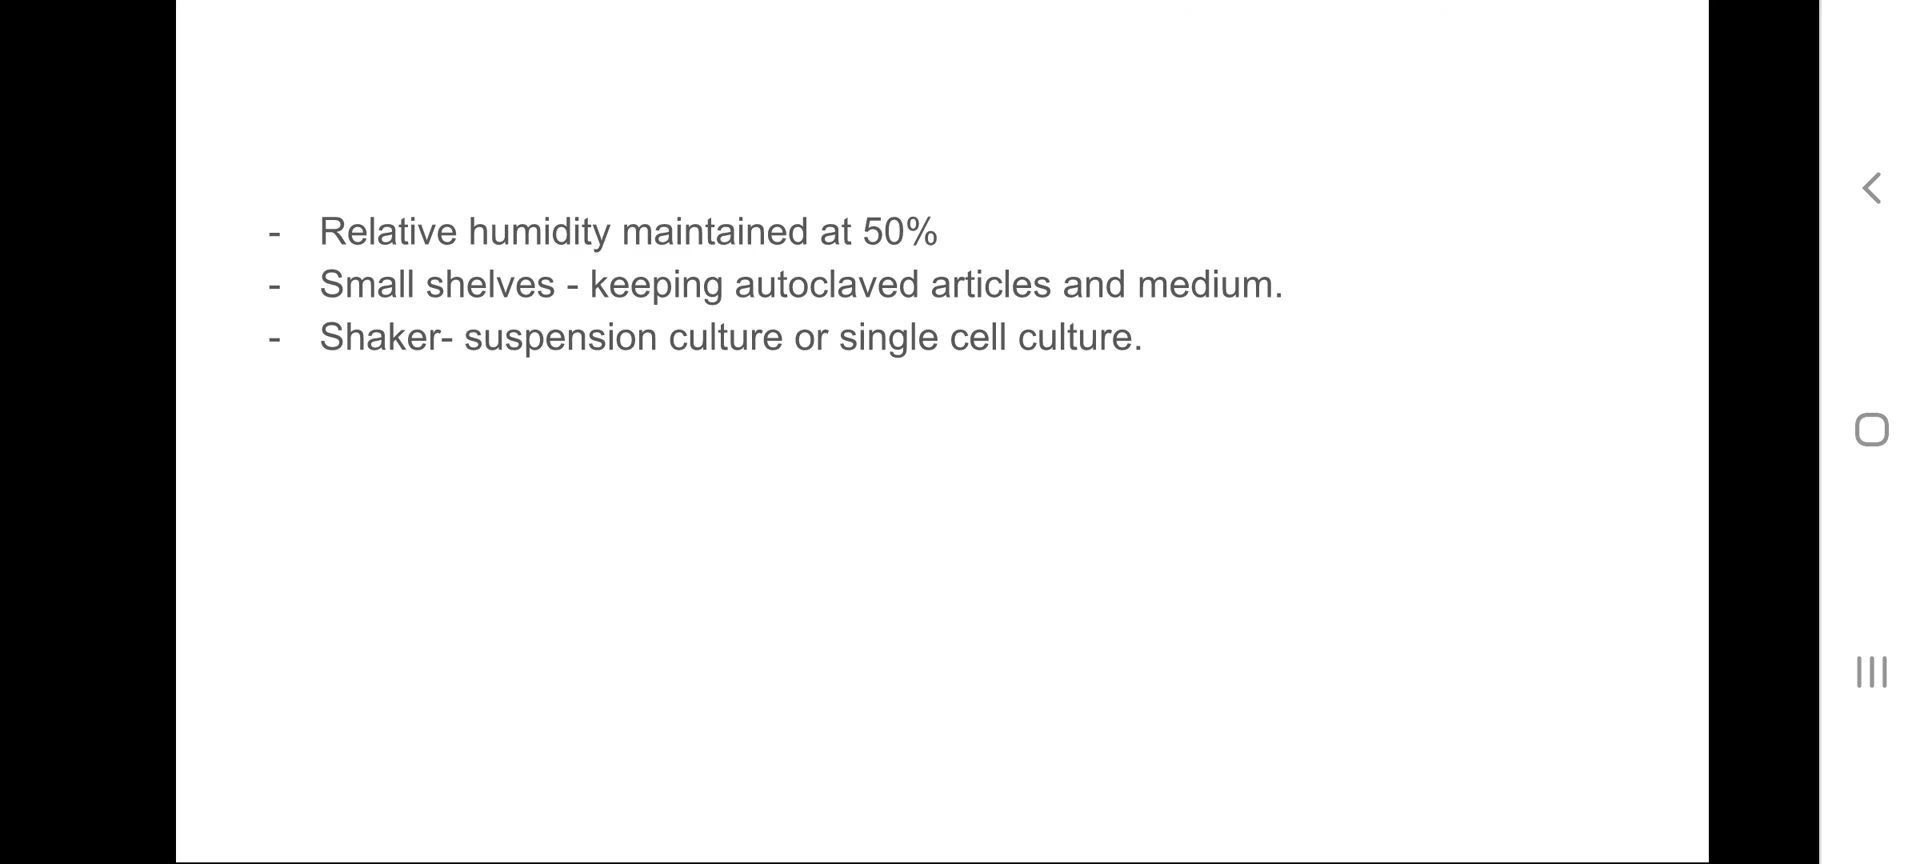 - Relative humidity maintained at 50%
- Small shelves - keeping autoclaved articles and medium.
- Shaker- suspension culture or single cell culture.